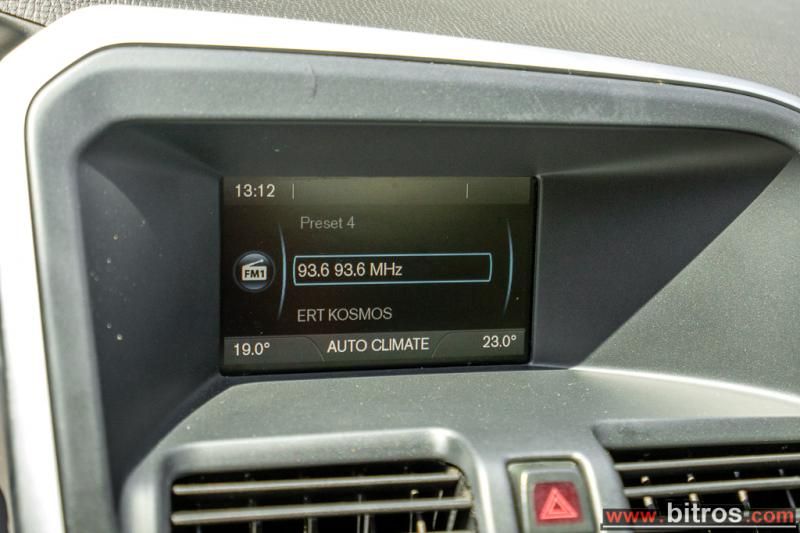 13:12
Preset 4
FM1
93.6 93.6 MHz
ERT KOSMOS
19.0° AUTO CLIMATE 23.0°
www.bitros.com